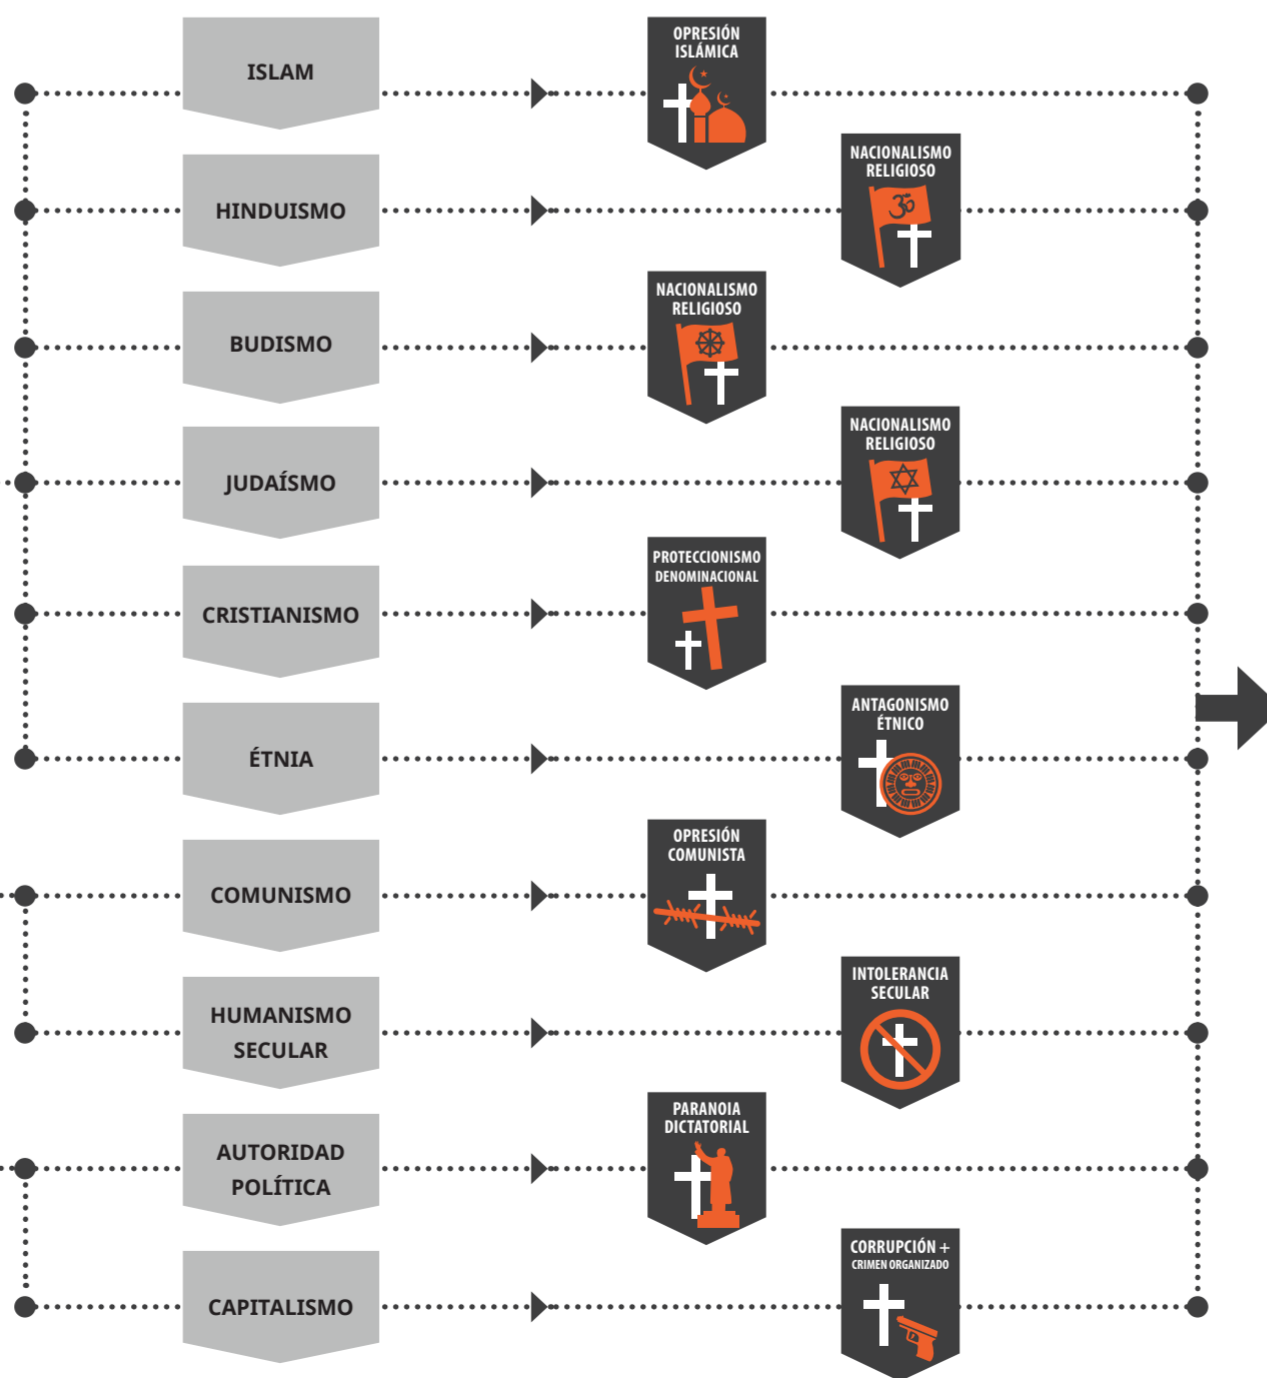 ISLAM
OPRESIÓN
ISLÁMICA
HINDUISMO
NACIONALISMO
RELIGIOSO
BUDISMO
NACIONALISMO
RELIGIOSO
JUDAÍSMO
NACIONALISMO
RELIGIOSO
CRISTIANISMO
PROTECCIONISMO
DENOMINACIONAL
ÉTNIA
ANTAGONISMO
ÉTNICO
COMUNISMO
OPRESIÓN
COMUNISTA
HUMANISMO
SECULAR
INTOLERANCIA
SECULAR
AUTORIDAD
POLÍTICA
PARANOIA
DICTATORIAL
CAPITALISMO
CORRUPCIÓN +
CRIMEN ORGANIZADO